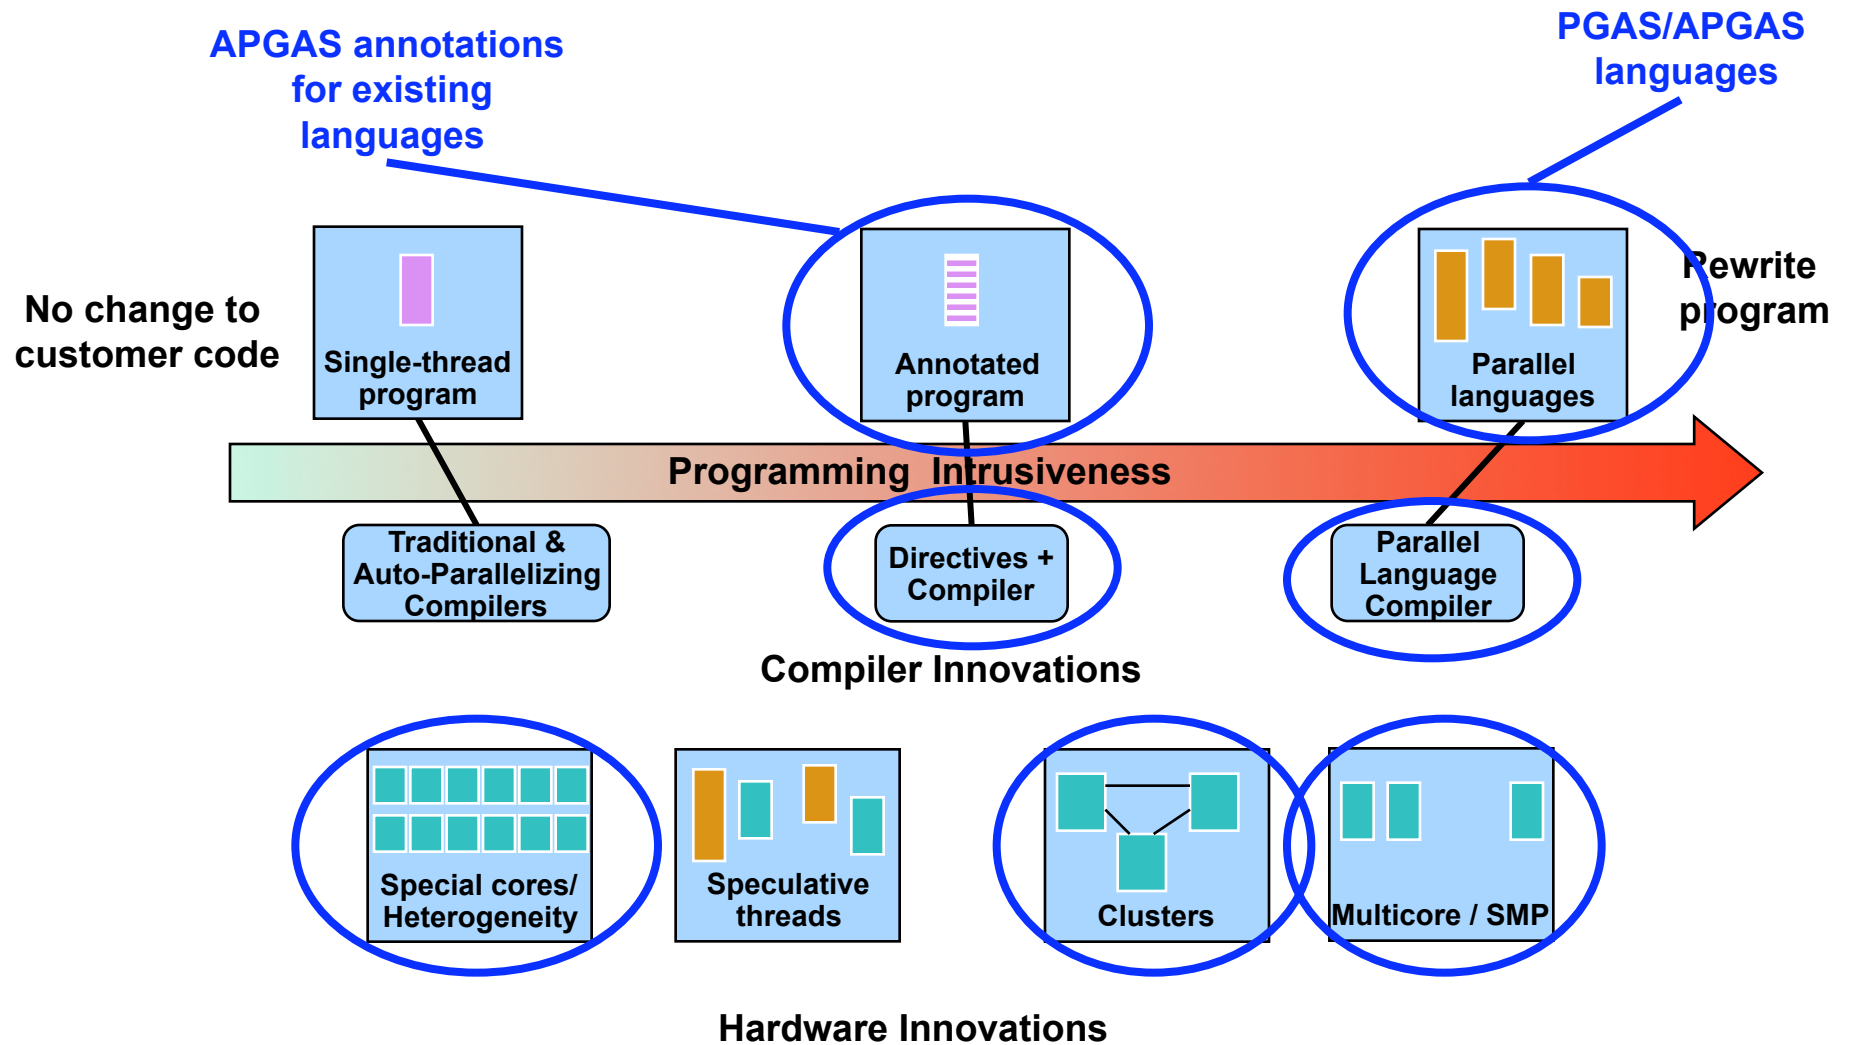 APGAS annotations
for existing
languages
PGAS/APGAS
languages
No change to
customer code
Single-thread
program
Annotated
program
Parallel
languages
Rewrite
program
Programming Intrusiveness
Traditional &
Auto-Parallelizing
Compilers
Directives +
Compiler
Parallel
Language
Compiler
Compiler Innovations
Special cores/
Heterogeneity
Speculative
threads
Clusters
Multicore / SMP
Hardware Innovations